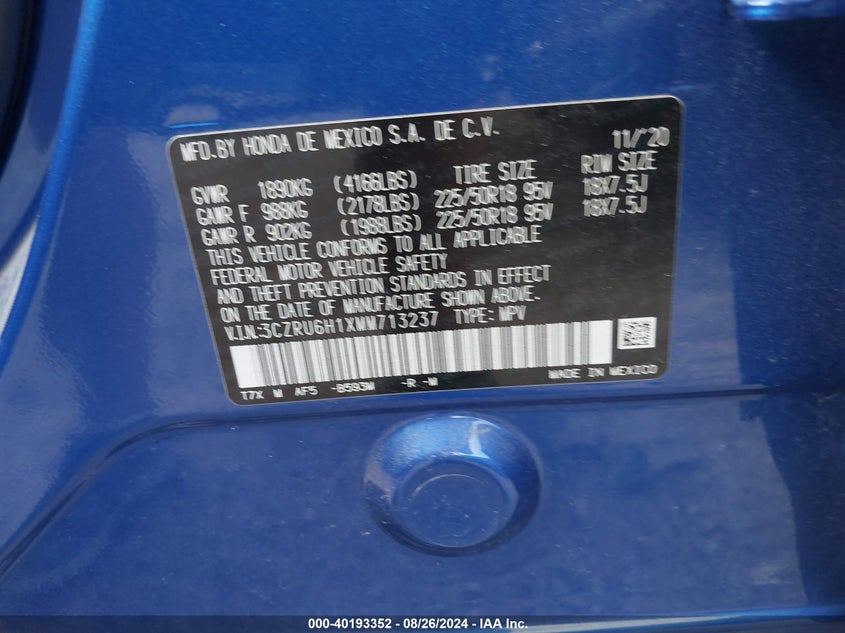 MFD.BY HONDA DE MEXICO S.A. DE C.V. 11/'20
GVWR 1890KG (4166LBS) TIRE SIZE RIM SIZE
GAWR F 988KG (2178LBS) 225/50R18 95V 18X7.5J
GAWR R 902KG (1988LBS) 225/50R18 95V 18X7.5J
THIS VEHICLE CONFORMS TO ALL APPLICABLE
FEDERAL MOTOR VEHICLE SAFETY
AND THEFT PREVENTION STANDARDS IN EFFECT
ON THE DATE OF MANUFACTURE SHOWN ABOVE.
V.I.N:3CZRU6H1XMM713237 TYPE: MPV
T7X M AF5 -B593M -R -M MADE IN MEXICO
000-40193352 - 08/26/2024 - IAA Inc.